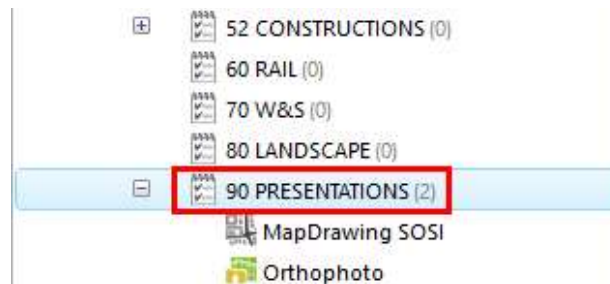 52 CONSTRUCTIONS (0)
60 RAIL (0)
70 W&S (0)
80 LANDSCAPE (0)
90 PRESENTATIONS (2)
MapDrawing SOSI
Orthophoto